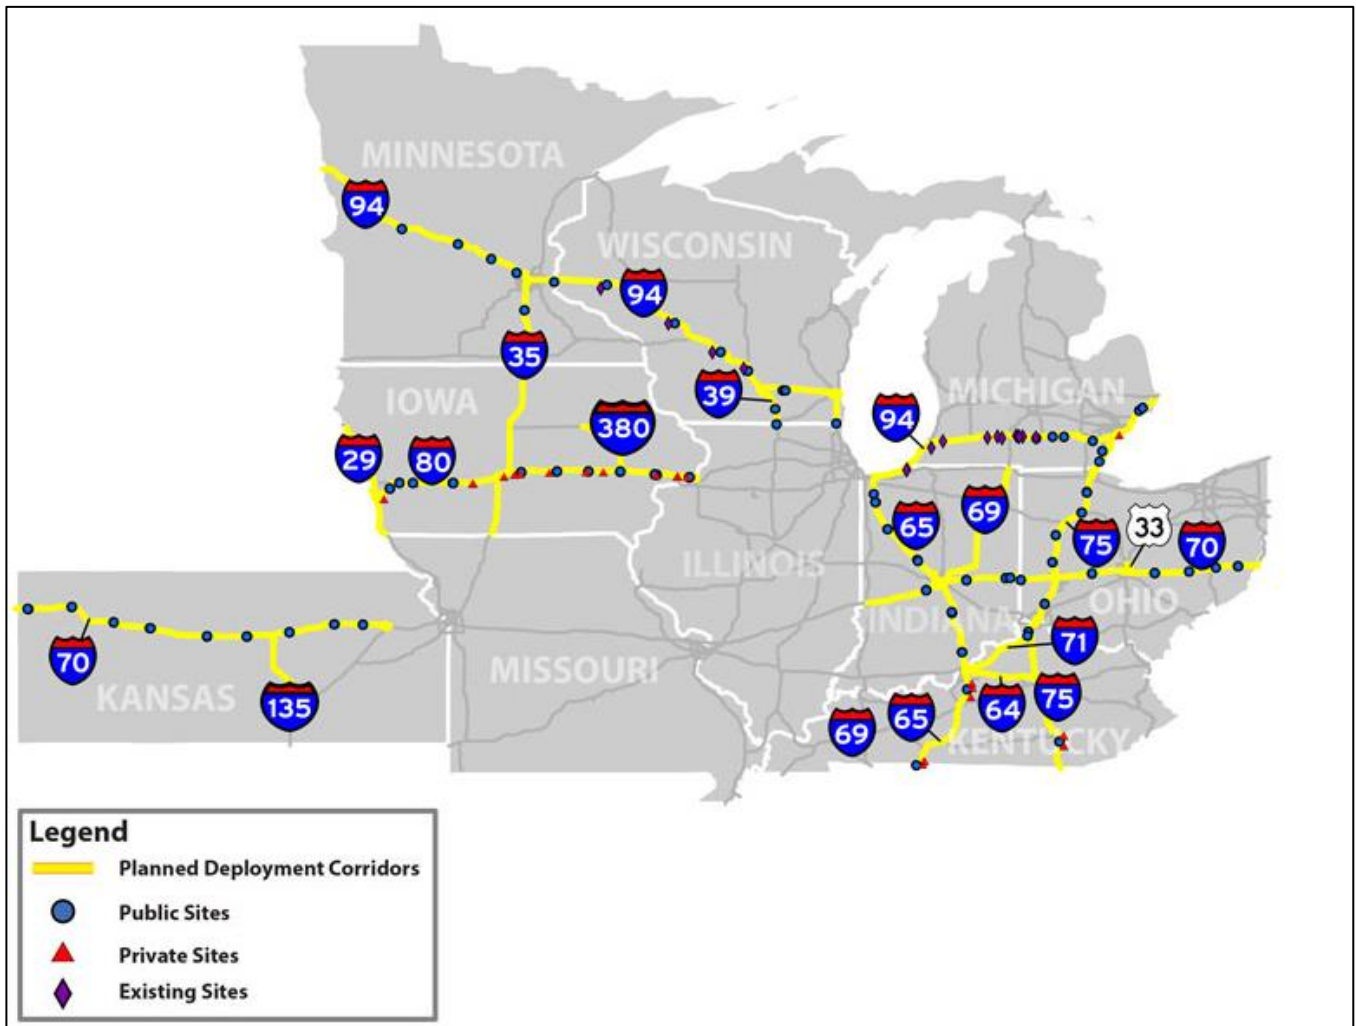 MINNESOTA
94
WISCONSIN
94
35
39
IOWA
380
29
80
94
MICHIGAN
65
69
75
33
70
ILLINOIS
INDIANA
OHIO
70
KANSAS
135
MISSOURI
71
69
65
64
75
KENTUCKY
Legend
Planned Deployment Corridors
Public Sites
Private Sites
Existing Sites